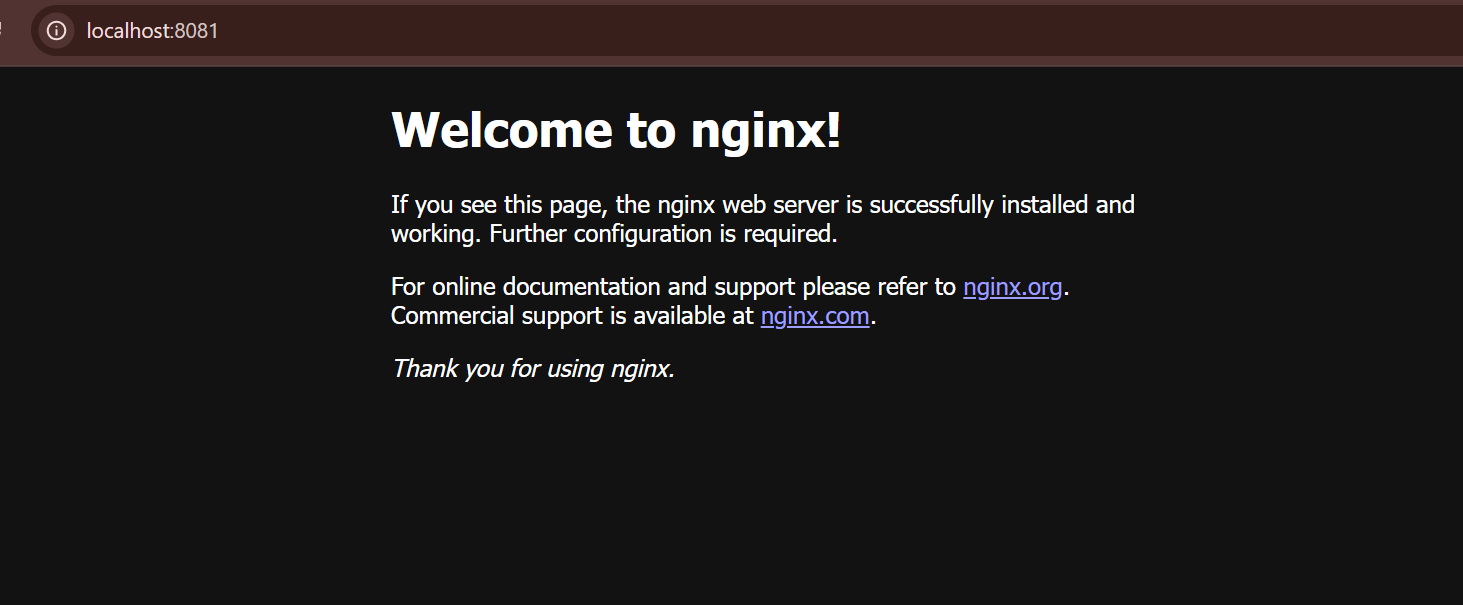 localhost:8081
Welcome to nginx!
If you see this page, the nginx web server is successfully installed and
working. Further configuration is required.
For online documentation and support please refer to nginx.org.
Commercial support is available at nginx.com.
Thank you for using nginx.